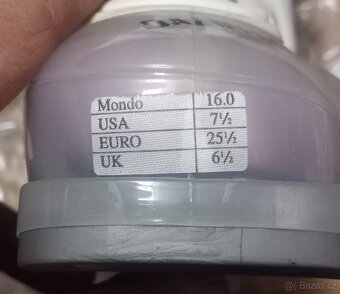 Mondo 16.0
USA 7½
EURO 25½
UK 6½
© Bazos.cz